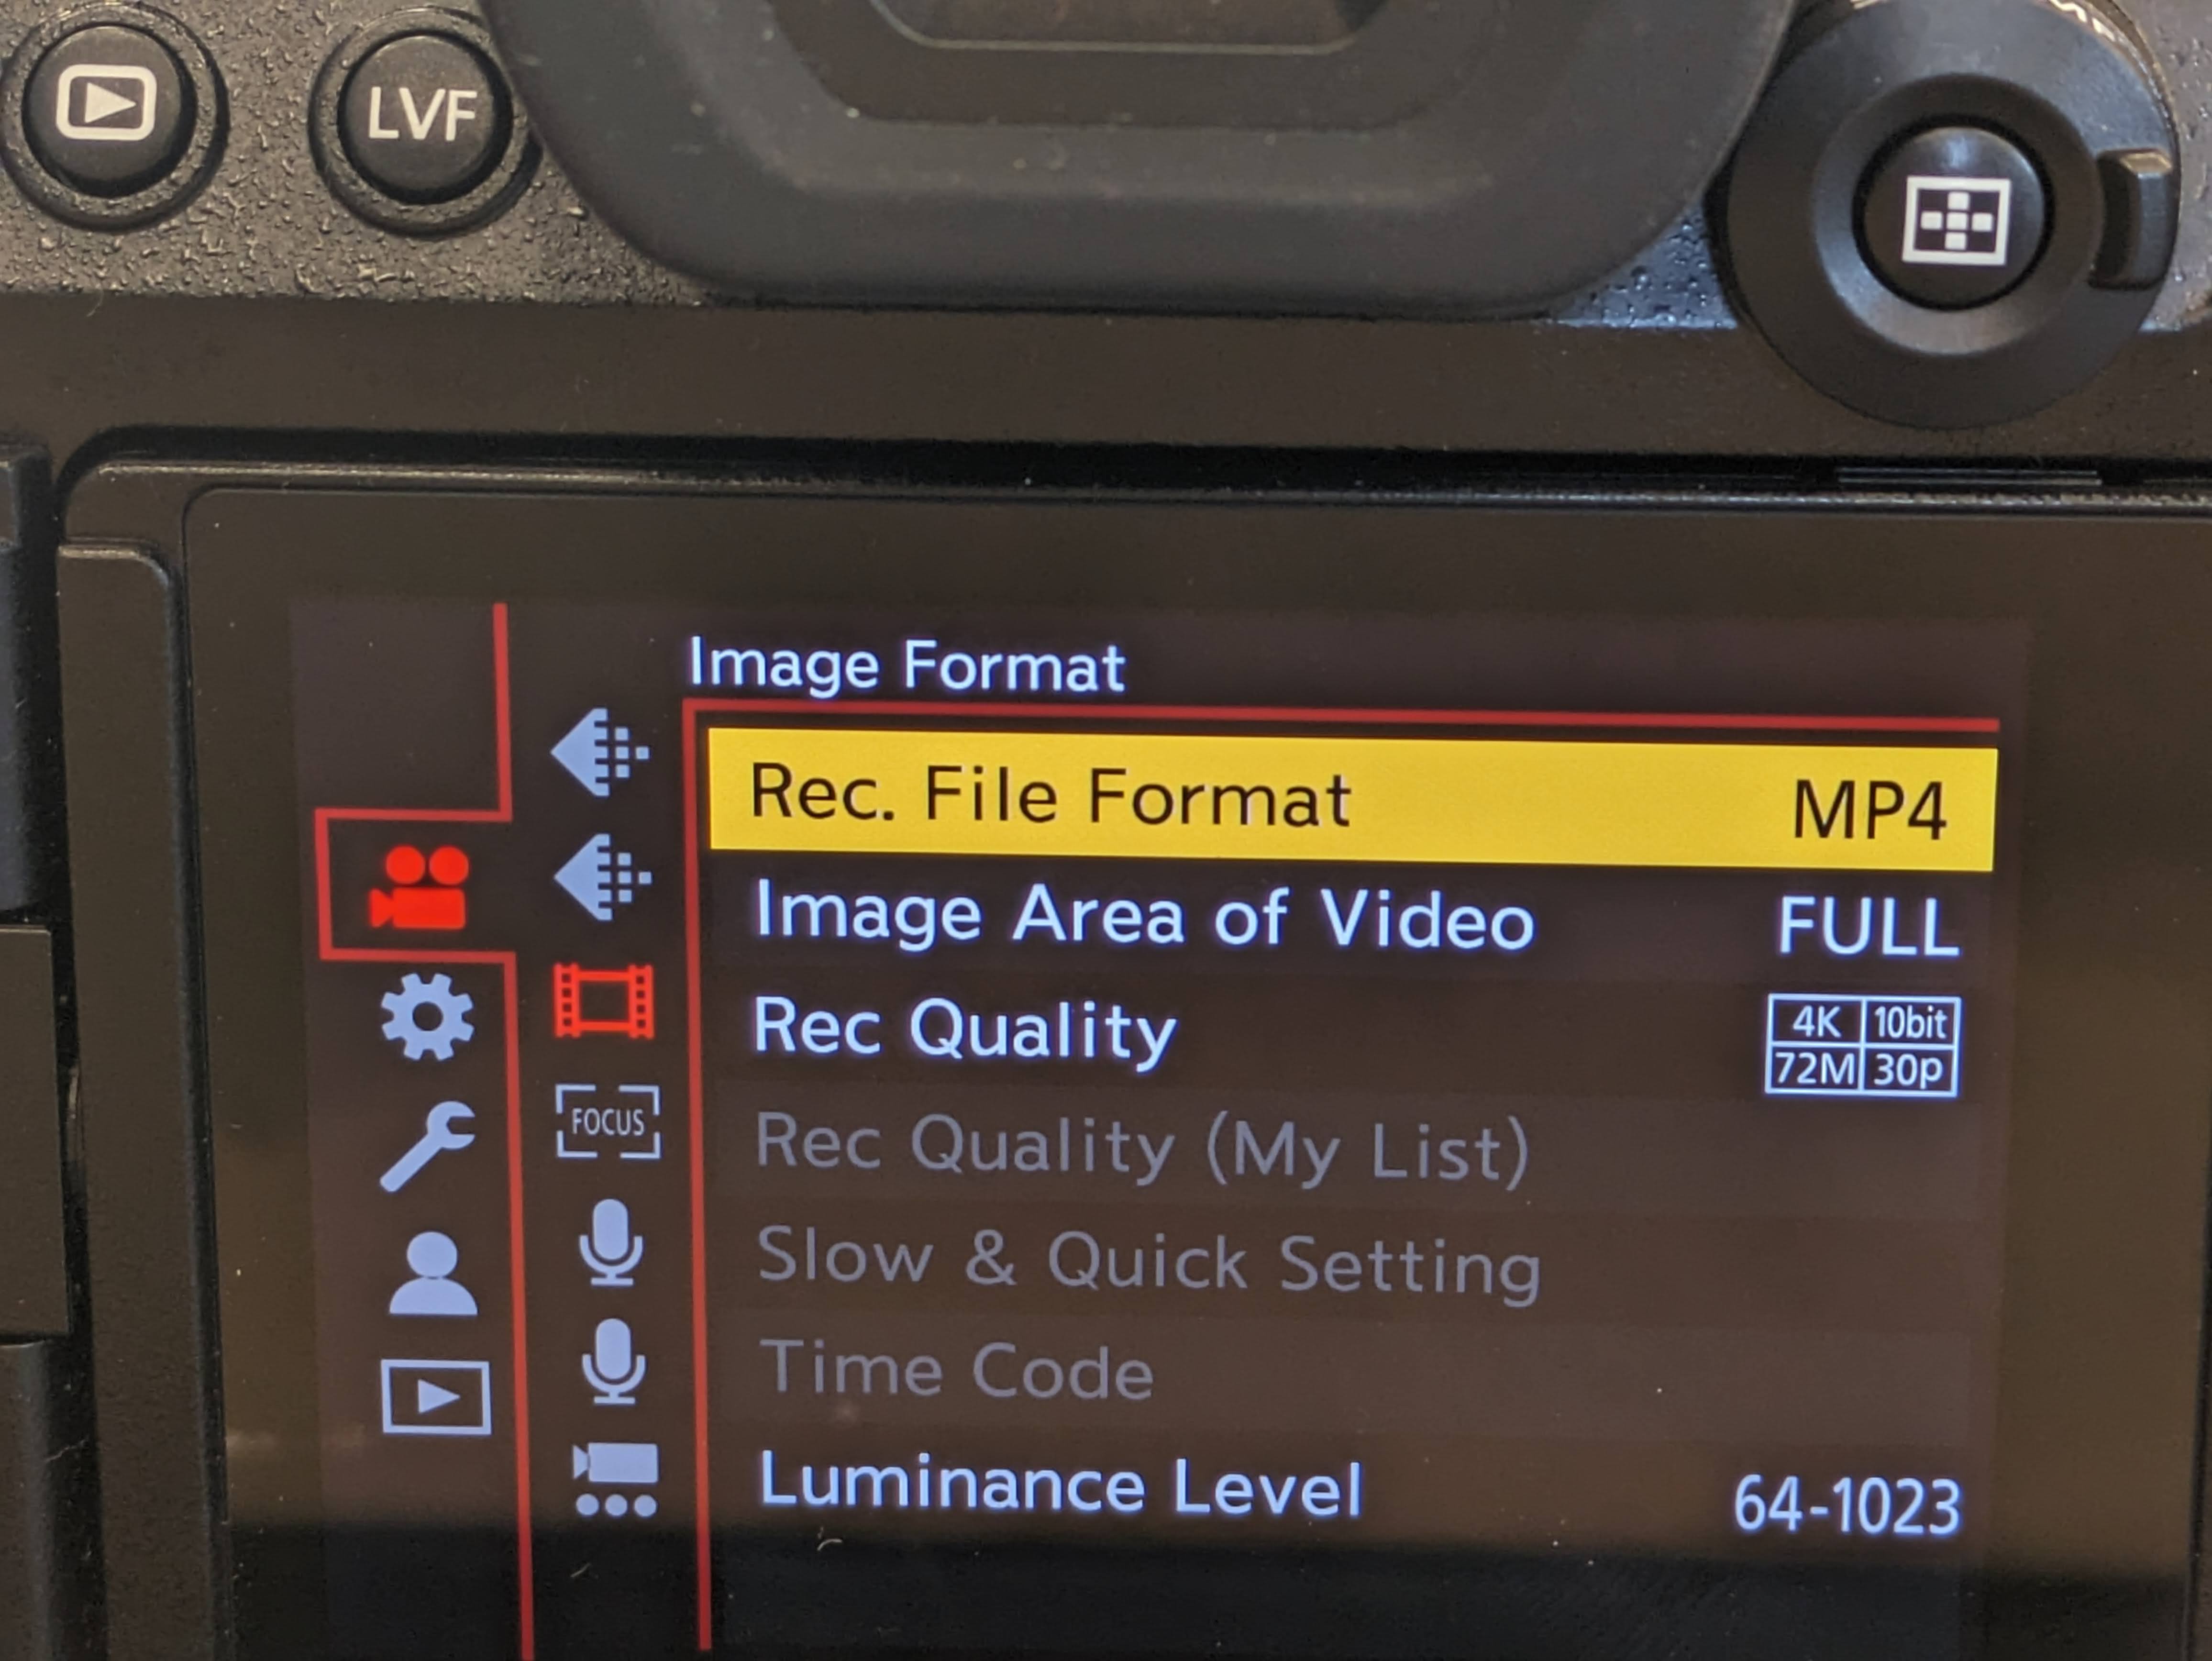 LVF
Image Format
Rec. File Format MP4
Image Area of Video FULL
Rec Quality 4K 10bit
72M 30p
FOCUS
Rec Quality (My List)
Slow & Quick Setting
Time Code
Luminance Level 64-1023